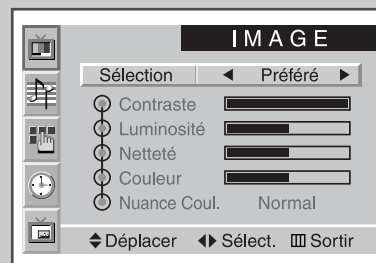 IMAGE
Sélection ◄ Préféré ►
Contraste
Luminosité
Netteté
Couleur
Nuance Coul. Normal
Déplacer Sélect. Sortir